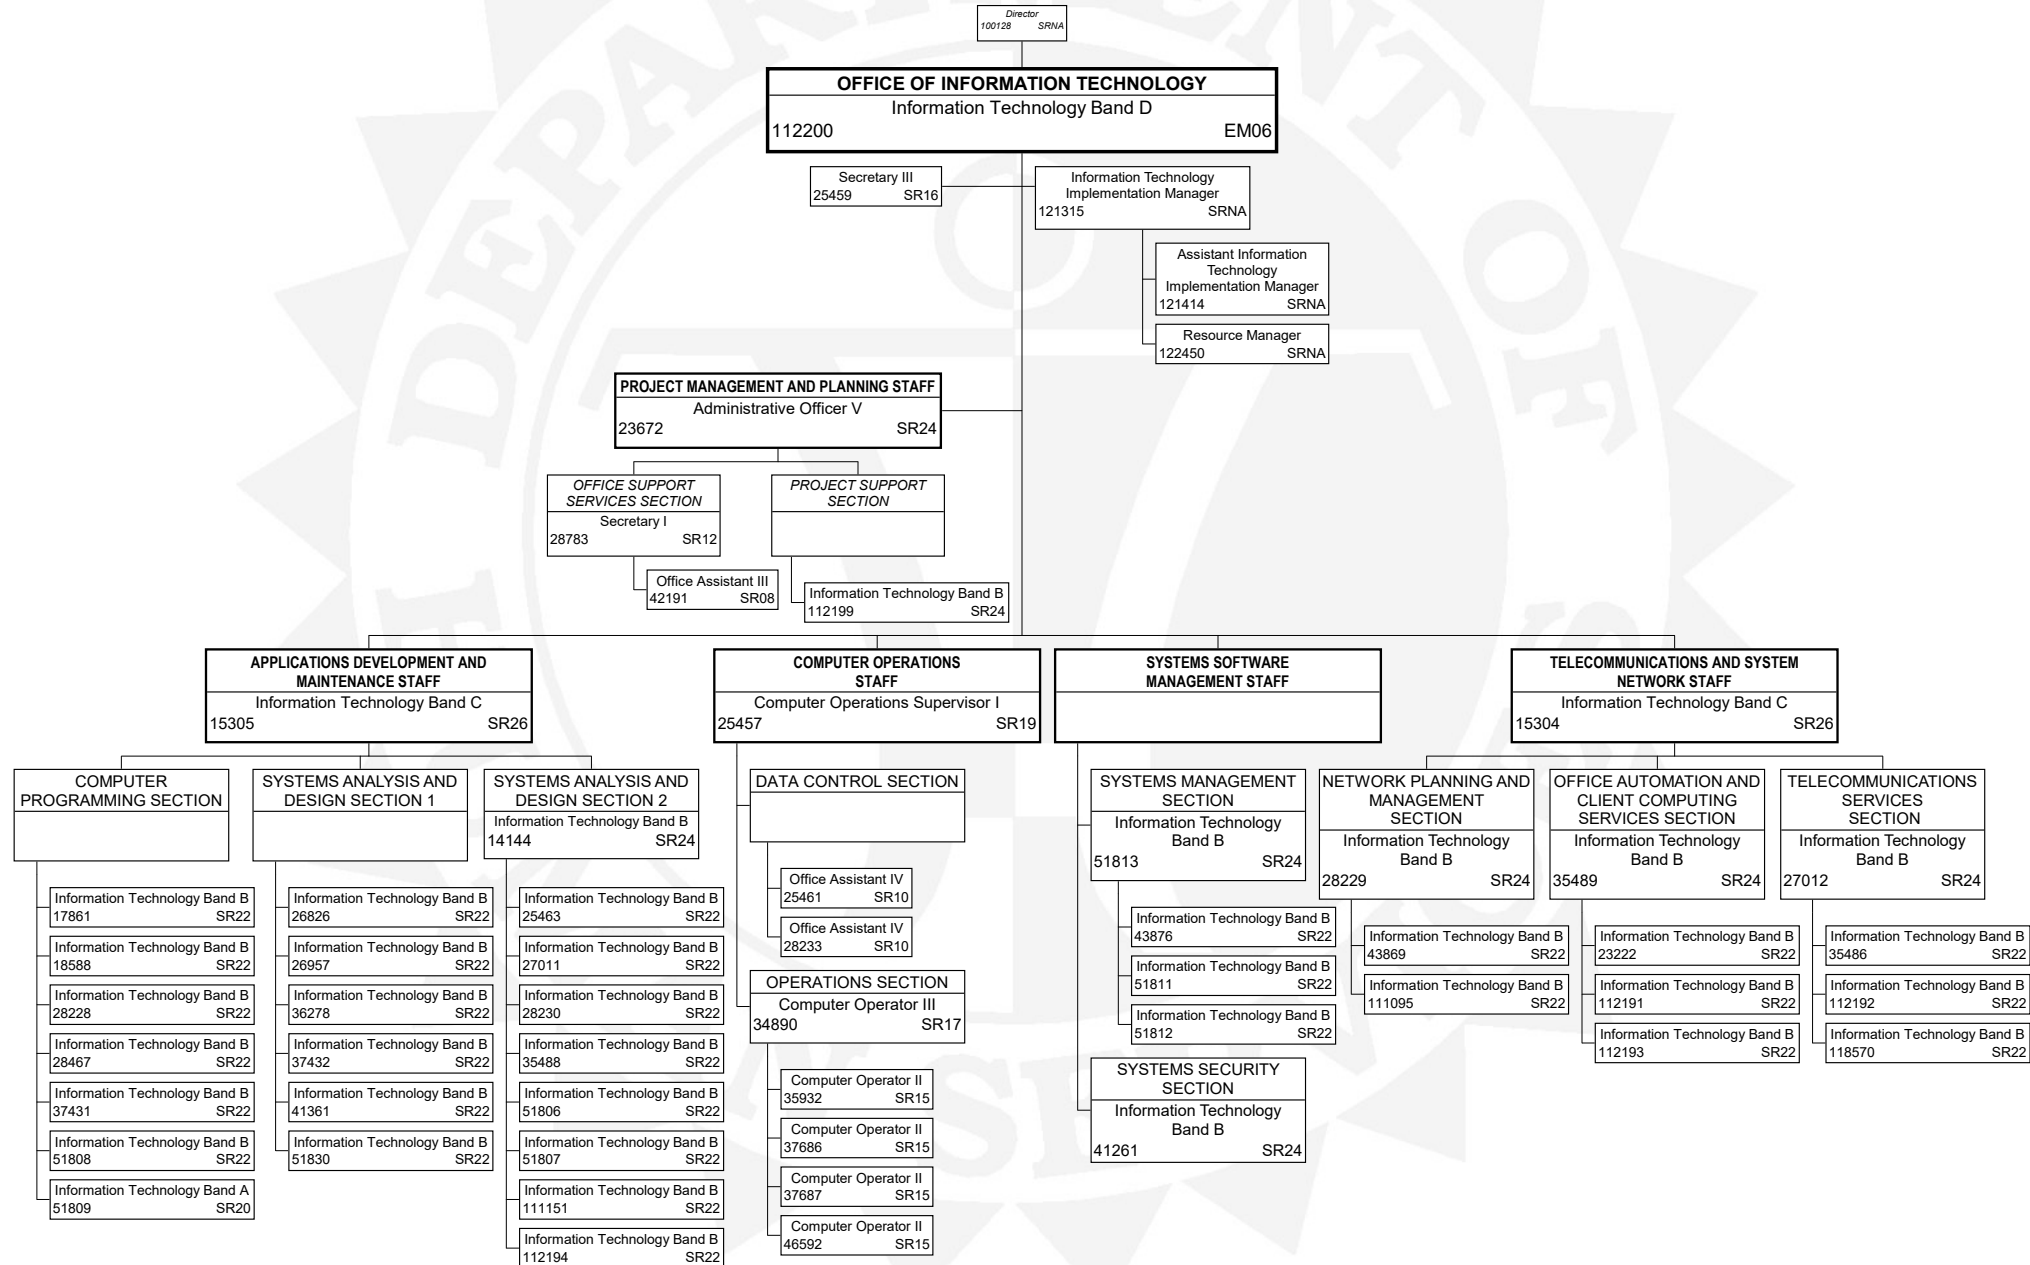 Director
100128 SRNA
OFFICE OF INFORMATION TECHNOLOGY
Information Technology Band D
112200 EM06
Secretary III
25459 SR16
Information Technology
Implementation Manager
121315 SRNA
Assistant Information
Technology
Implementation Manager
121414 SRNA
Resource Manager
122450 SRNA
PROJECT MANAGEMENT AND PLANNING STAFF
Administrative Officer V
23672 SR24
OFFICE SUPPORT
SERVICES SECTION
Secretary I
28783 SR12
Office Assistant III
42191 SR08
PROJECT SUPPORT
SECTION
Information Technology Band B
112199 SR24
APPLICATIONS DEVELOPMENT AND
MAINTENANCE STAFF
Information Technology Band C
15305 SR26
COMPUTER
PROGRAMMING SECTION
Information Technology Band B
17861 SR22
Information Technology Band B
18588 SR22
Information Technology Band B
28228 SR22
Information Technology Band B
28467 SR22
Information Technology Band B
37431 SR22
Information Technology Band B
51808 SR22
Information Technology Band A
51809 SR20
SYSTEMS ANALYSIS AND
DESIGN SECTION 1
Information Technology Band B
26826 SR22
Information Technology Band B
26957 SR22
Information Technology Band B
36278 SR22
Information Technology Band B
37432 SR22
Information Technology Band B
41361 SR22
Information Technology Band B
51830 SR22
SYSTEMS ANALYSIS AND
DESIGN SECTION 2
Information Technology Band B
14144 SR24
Information Technology Band B
25463 SR22
Information Technology Band B
27011 SR22
Information Technology Band B
28230 SR22
Information Technology Band B
35488 SR22
Information Technology Band B
51806 SR22
Information Technology Band B
51807 SR22
Information Technology Band B
111151 SR22
Information Technology Band B
112194 SR22
COMPUTER OPERATIONS
STAFF
Computer Operations Supervisor I
25457 SR19
DATA CONTROL SECTION
Office Assistant IV
25461 SR10
Office Assistant IV
28233 SR10
OPERATIONS SECTION
Computer Operator III
34890 SR17
Computer Operator II
35932 SR15
Computer Operator II
37686 SR15
Computer Operator II
37687 SR15
Computer Operator II
46592 SR15
SYSTEMS SOFTWARE
MANAGEMENT STAFF
SYSTEMS MANAGEMENT
SECTION
Information Technology
Band B
51813 SR24
Information Technology Band B
43876 SR22
Information Technology Band B
51811 SR22
Information Technology Band B
51812 SR22
SYSTEMS SECURITY
SECTION
Information Technology
Band B
41261 SR24
TELECOMMUNICATIONS AND SYSTEM
NETWORK STAFF
Information Technology Band C
15304 SR26
NETWORK PLANNING AND
MANAGEMENT
SECTION
Information Technology
Band B
28229 SR24
Information Technology Band B
43869 SR22
Information Technology Band B
111095 SR22
OFFICE AUTOMATION AND
CLIENT COMPUTING
SERVICES SECTION
Information Technology
Band B
35489 SR24
Information Technology Band B
23222 SR22
Information Technology Band B
112191 SR22
Information Technology Band B
112193 SR22
TELECOMMUNICATIONS
SERVICES
SECTION
Information Technology
Band B
27012 SR24
Information Technology Band B
35486 SR22
Information Technology Band B
112192 SR22
Information Technology Band B
118570 SR22